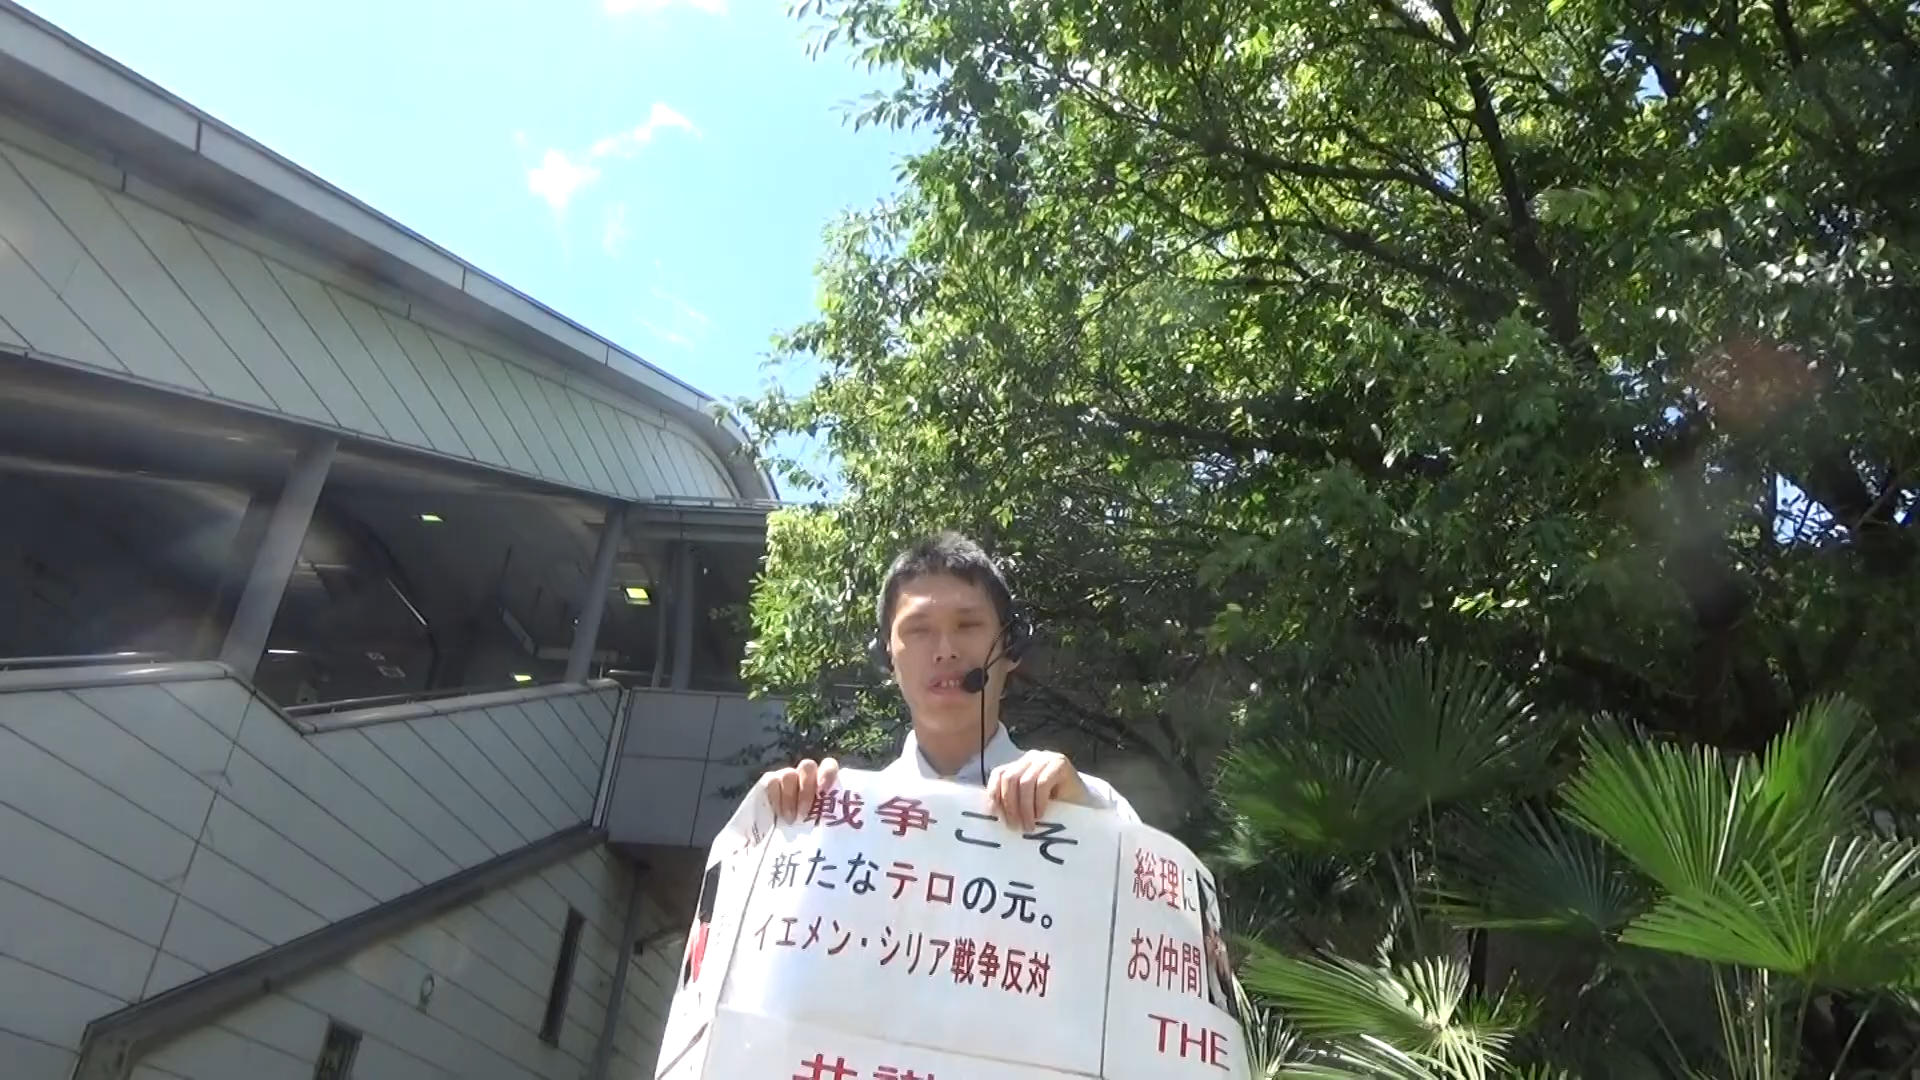 戦争こそ
新たなテロの元。
イエメン・シリア戦争反対
総理に
お仲間
THE